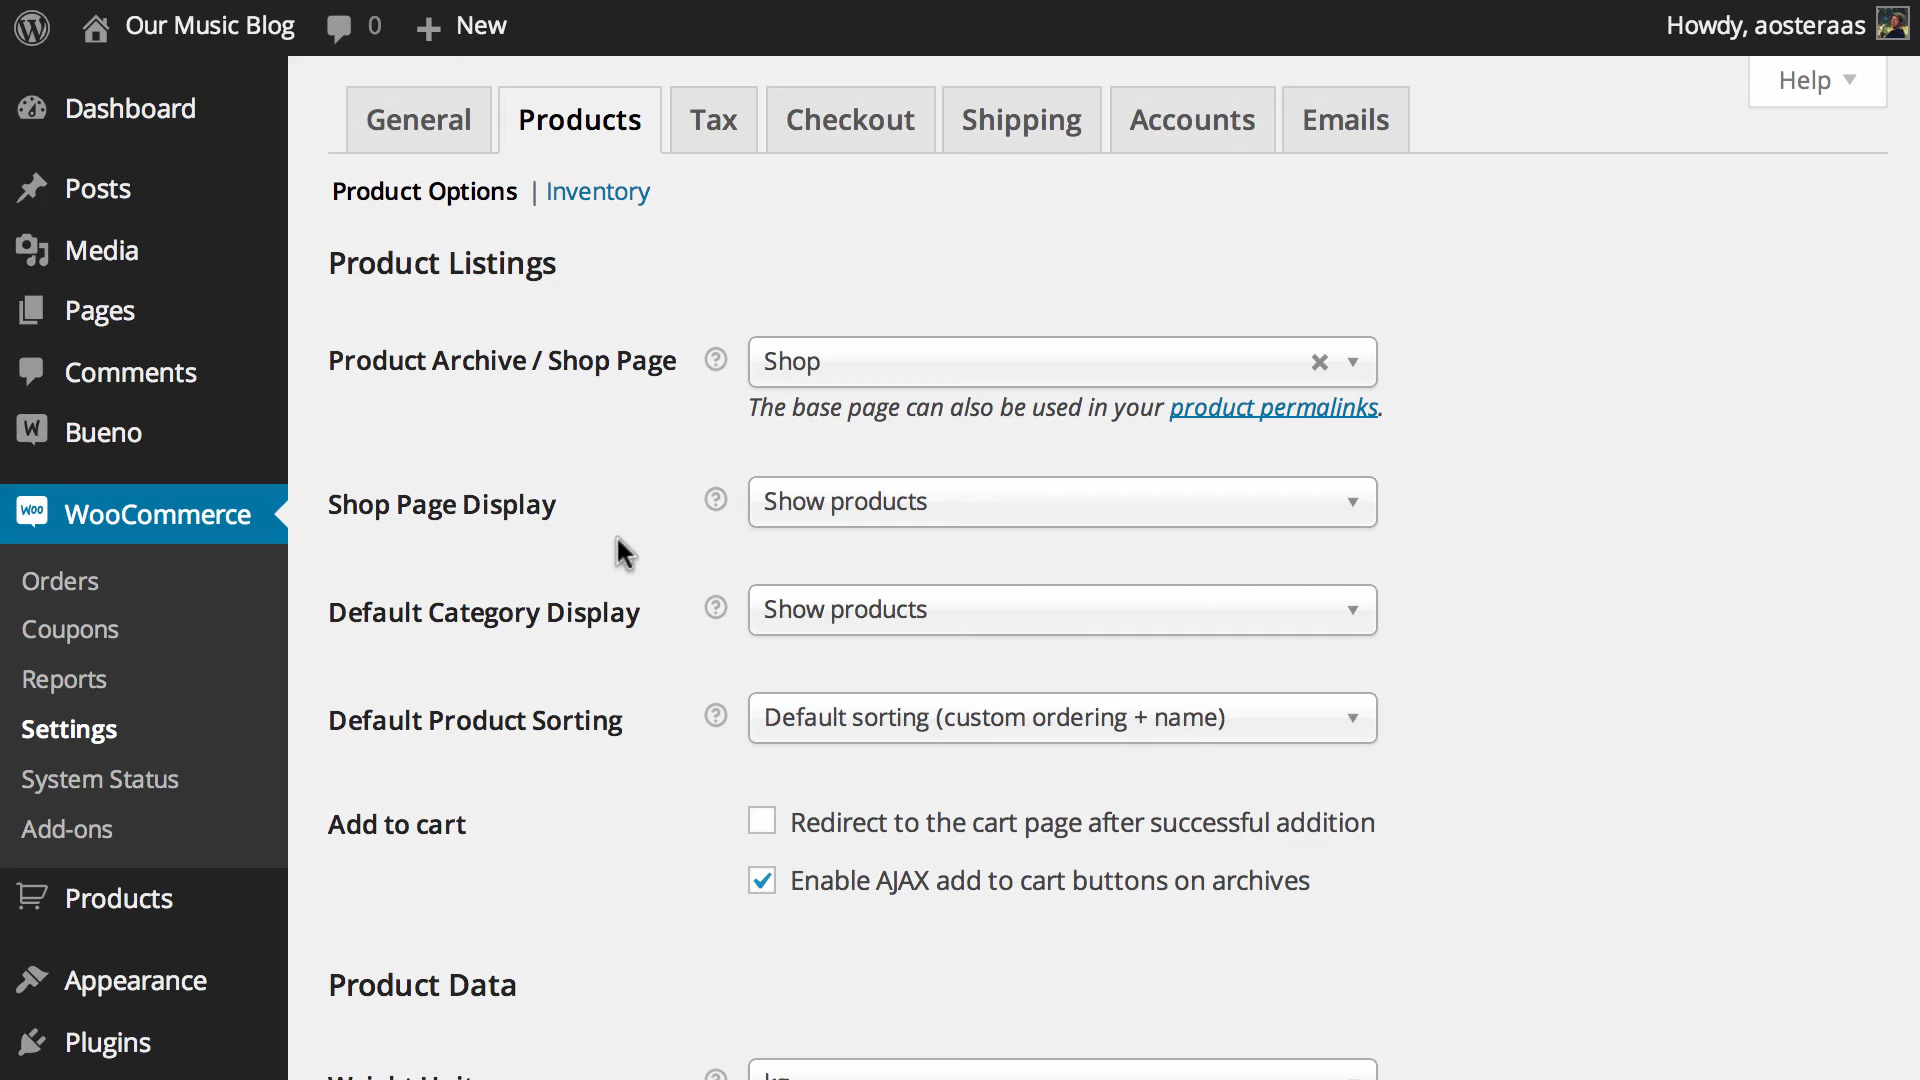 Our Music Blog 0 New Howdy, aosteraas
Help
Dashboard
Posts
Media
Pages
Comments
Bueno
WooCommerce
Orders
Coupons
Reports
Settings
System Status
Add-ons
Products
Appearance
Plugins
General Products Tax Checkout Shipping Accounts Emails
Product Options | Inventory
Product Listings
Product Archive / Shop Page Shop
The base page can also be used in your product permalinks.
Shop Page Display Show products
Default Category Display Show products
Default Product Sorting Default sorting (custom ordering + name)
Add to cart Redirect to the cart page after successful addition
Enable AJAX add to cart buttons on archives
Product Data